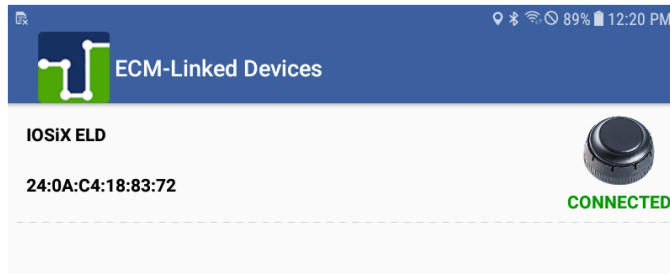 89% 12:20 PM
ECM-Linked Devices
IOSiX ELD
24:0A:C4:18:83:72
CONNECTED